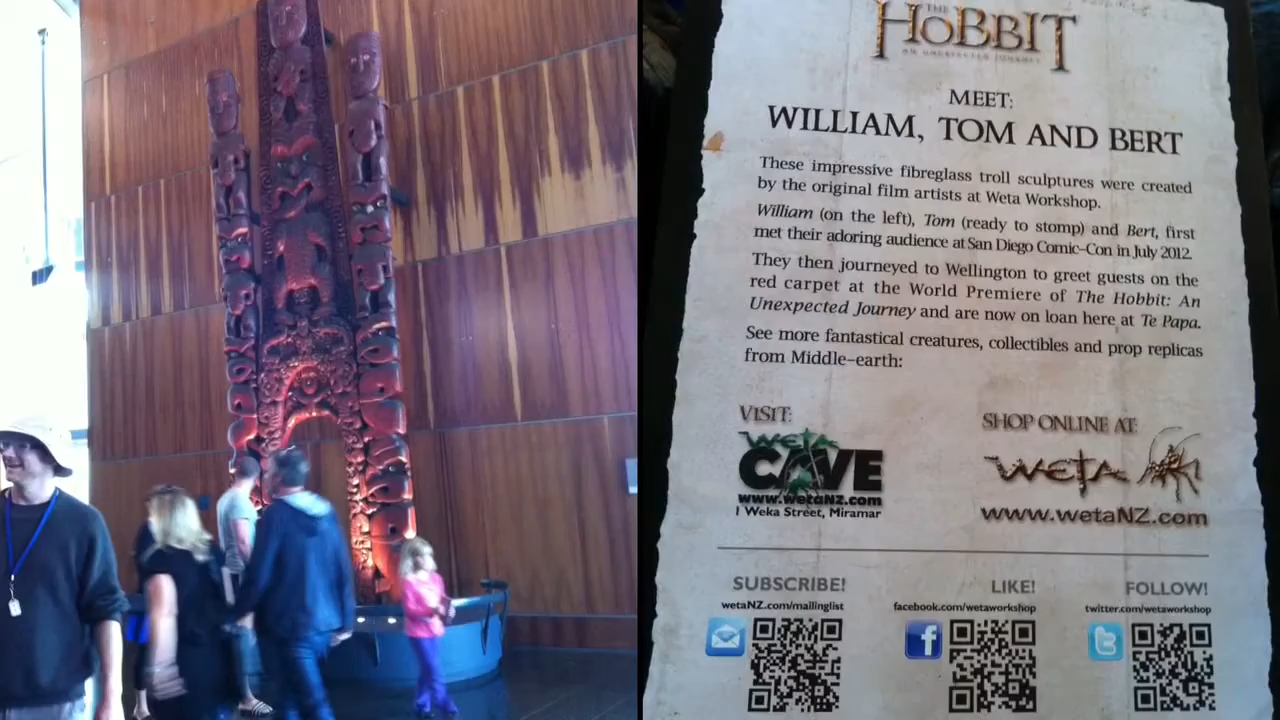 THE
HOBBIT
AN UNEXPECTED JOURNEY
MEET:
WILLIAM, TOM AND BERT
These impressive fibreglass troll sculptures were created
by the original film artists at Weta Workshop.
William (on the left), Tom (ready to stomp) and Bert, first
met their adoring audience at San Diego Comic-Con in July 2012.
They then journeyed to Wellington to greet guests on the
red carpet at the World Premiere of The Hobbit: An
Unexpected Journey and are now on loan here at Te Papa.
See more fantastical creatures, collectibles and prop replicas
from Middle-earth:
VISIT:
WETA
CAVE
www.wetaNZ.com
1 Weka Street, Miramar
SHOP ONLINE AT:
WETA
www.wetaNZ.com
SUBSCRIBE!
wetaNZ.com/mailinglist
LIKE!
facebook.com/wetaworkshop
f
FOLLOW!
twitter.com/wetaworkshop
t